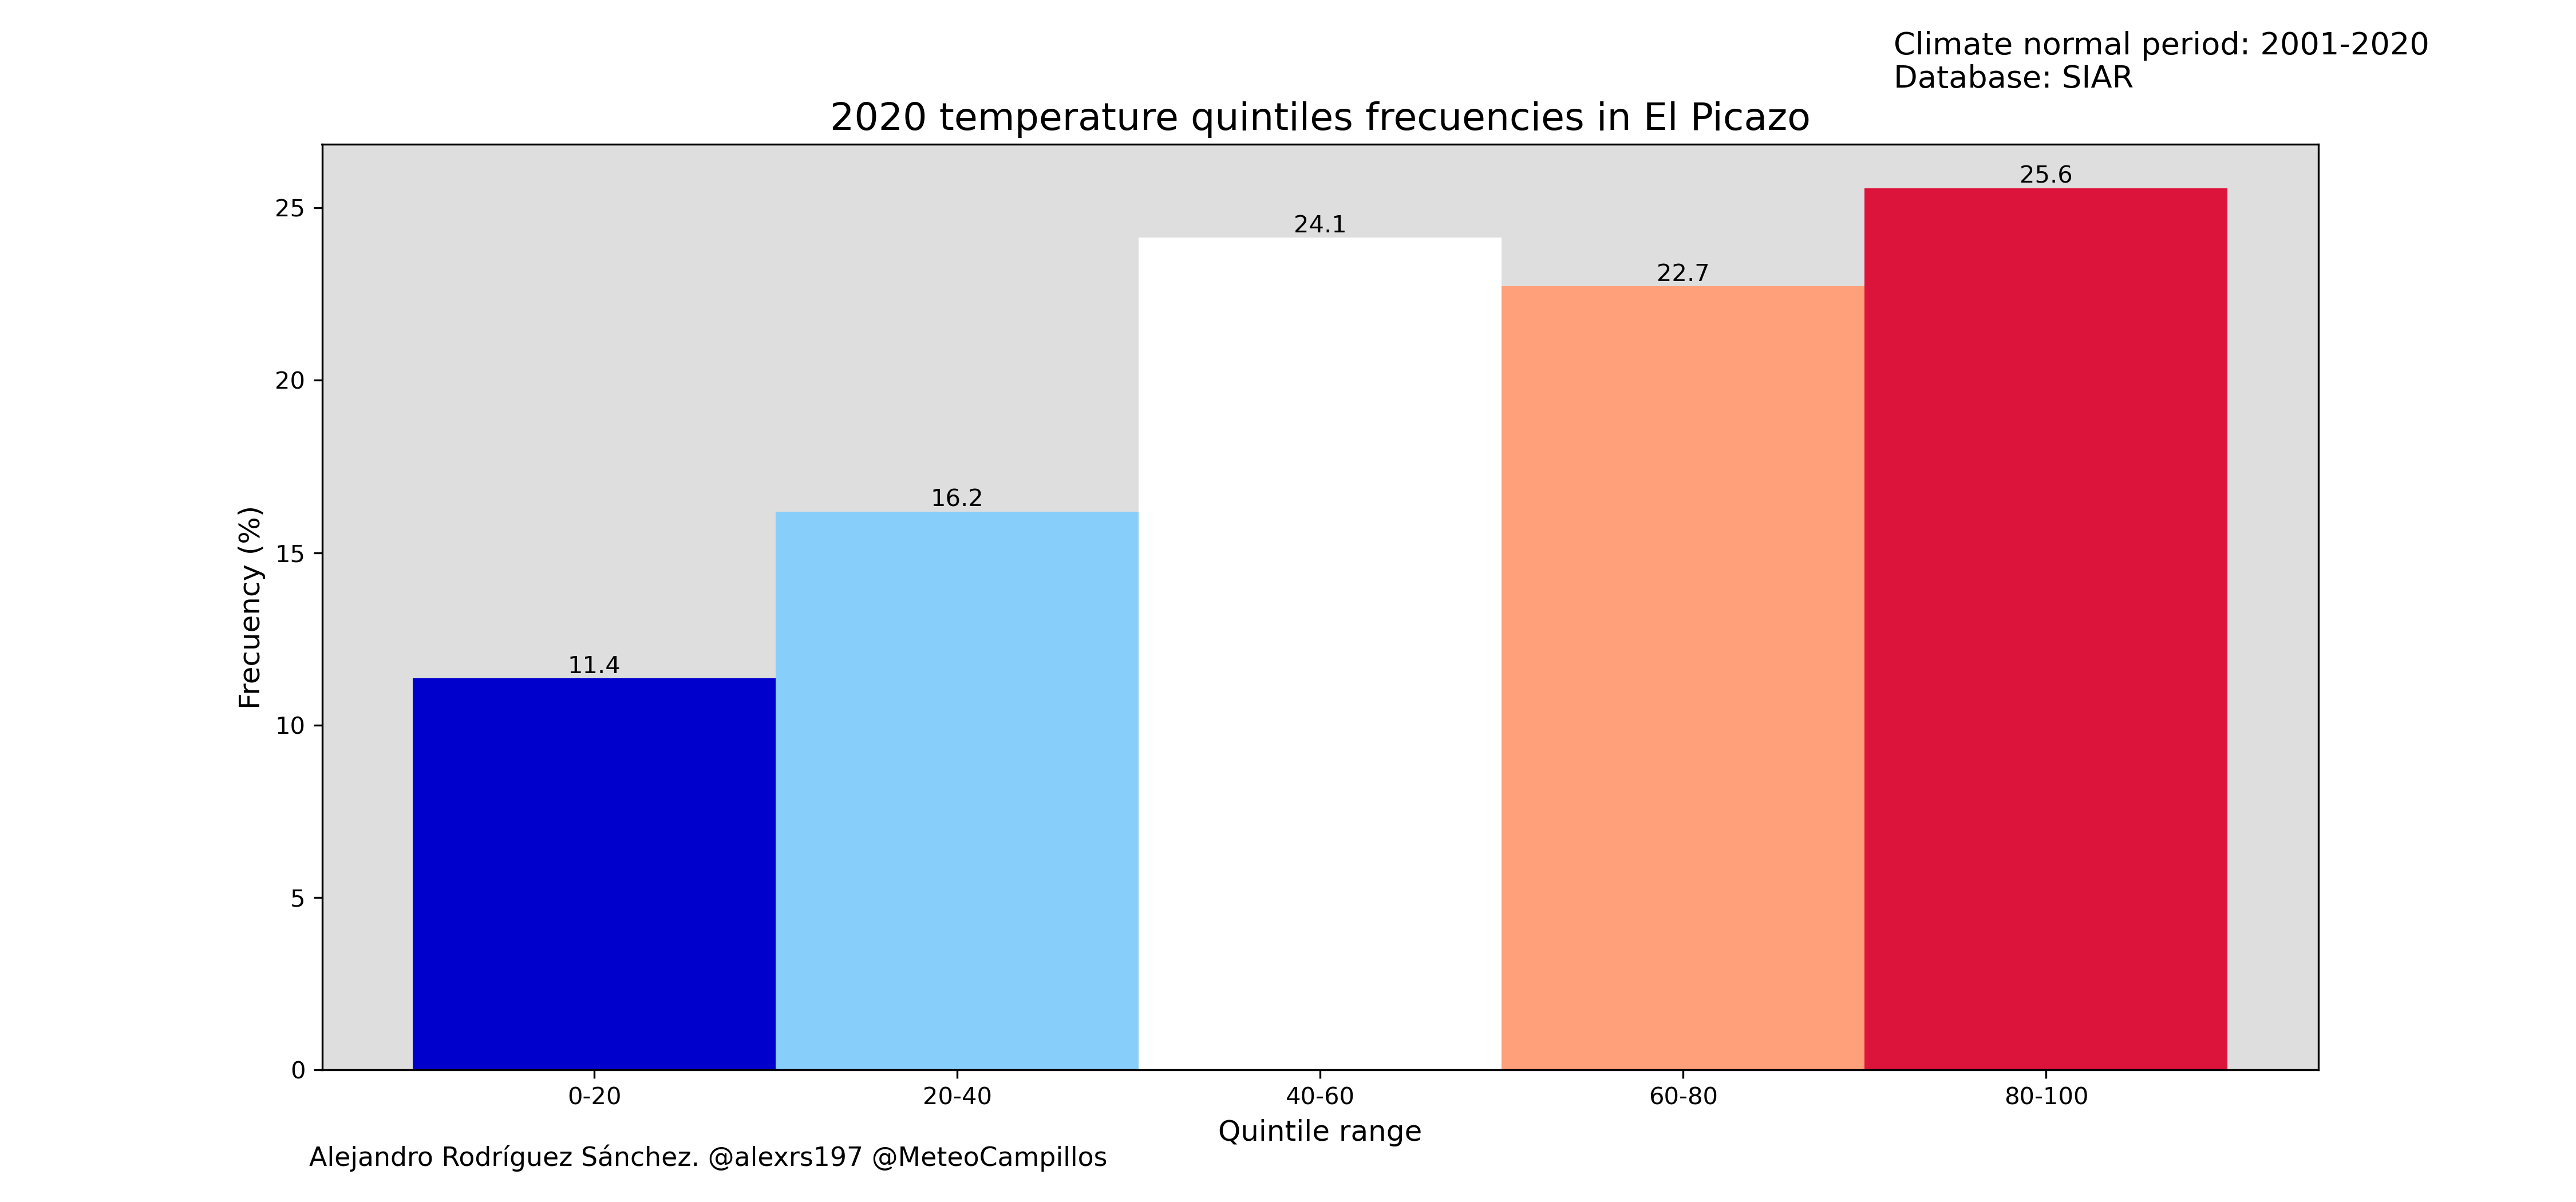 Climate normal period: 2001-2020
Database: SIAR
2020 temperature quintiles frecuencies in El Picazo
Frecuency (%)
25
20
15
10
5
0
11.4
16.2
24.1
22.7
25.6
0-20
20-40
40-60
60-80
80-100
Quintile range
Alejandro Rodríguez Sánchez. @alexrs197 @MeteoCampillos